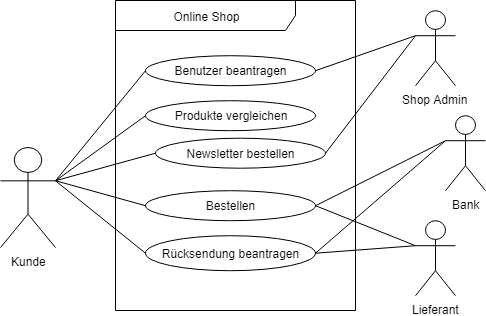 Online Shop
Benutzer beantragen
Shop Admin
Produkte vergleichen
Newsletter bestellen
Bank
Bestellen
Kunde
Rücksendung beantragen
Lieferant